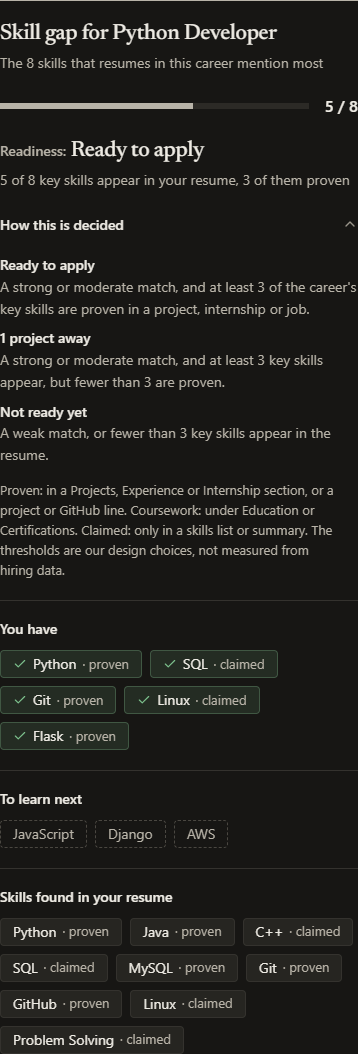 Skill gap for Python Developer
The 8 skills that resumes in this career mention most
5 / 8
Readiness: Ready to apply
5 of 8 key skills appear in your resume, 3 of them proven
How this is decided
Ready to apply
A strong or moderate match, and at least 3 of the career's
key skills are proven in a project, internship or job.
1 project away
A strong or moderate match, and at least 3 key skills
appear, but fewer than 3 are proven.
Not ready yet
A weak match, or fewer than 3 key skills appear in the
resume.
Proven: in a Projects, Experience or Internship section, or a
project or GitHub line. Coursework: under Education or
Certifications. Claimed: only in a skills list or summary. The
thresholds are our design choices, not measured from
hiring data.
You have
✓ Python · proven ✓ SQL · claimed
✓ Git · proven ✓ Linux · claimed
✓ Flask · proven
To learn next
JavaScript Django AWS
Skills found in your resume
Python · proven Java · proven C++ · claimed
SQL · claimed MySQL · proven Git · proven
GitHub · proven Linux · claimed
Problem Solving · claimed